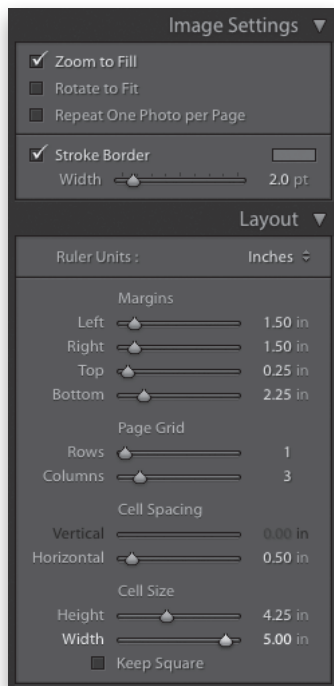 Image Settings
Zoom to Fill
Rotate to Fit
Repeat One Photo per Page
Stroke Border
Width 2.0 pt
Layout
Ruler Units : Inches
Margins
Left 1.50 in
Right 1.50 in
Top 0.25 in
Bottom 2.25 in
Page Grid
Rows 1
Columns 3
Cell Spacing
Vertical 0.00 in
Horizontal 0.50 in
Cell Size
Height 4.25 in
Width 5.00 in
Keep Square